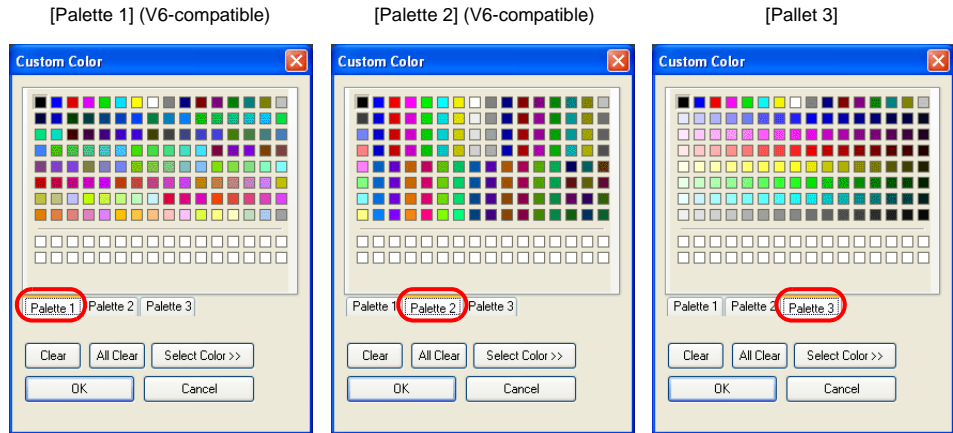 [Palette 1] (V6-compatible)
[Palette 2] (V6-compatible)
[Pallet 3]
Custom Color
Custom Color
Custom Color
Palette 1 Palette 2 Palette 3
Palette 1 Palette 2 Palette 3
Palette 1 Palette 2 Palette 3
Clear All Clear Select Color >>
Clear All Clear Select Color >>
Clear All Clear Select Color >>
OK Cancel
OK Cancel
OK Cancel